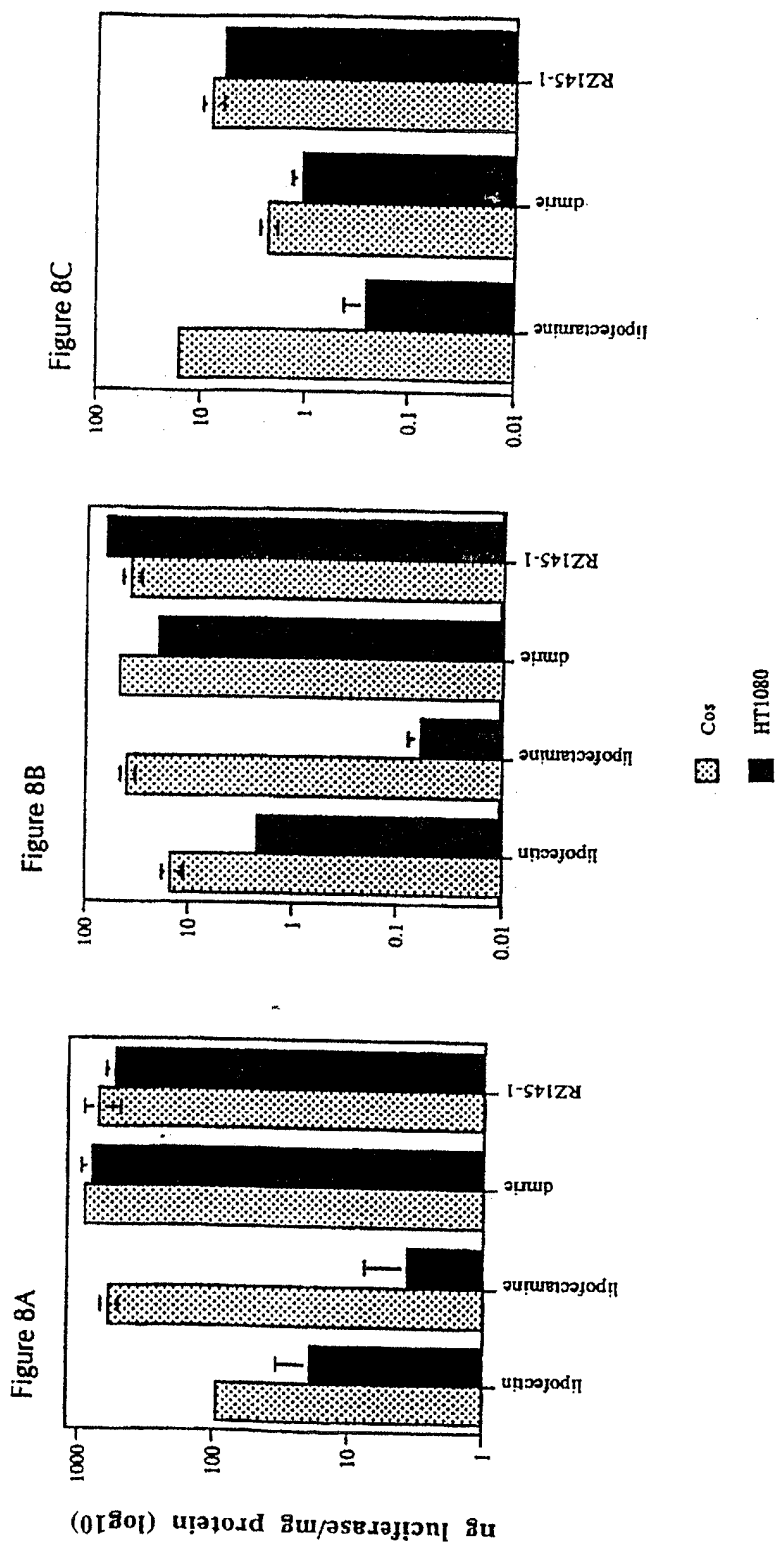 Figure 8A
ng luciferase/mg protein (log10)
1000
100
10
1
lipofectin
lipofectamine
dmrie
RZ145-1
Figure 8B
100
10
1
0.1
0.01
lipofectin
lipofectamine
dmrie
RZ145-1
Figure 8C
100
10
1
0.1
0.01
lipofectamine
dmrie
RZ145-1
Cos
HT1080